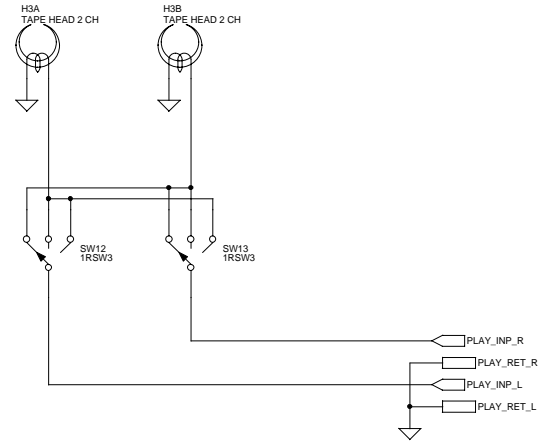 H3A
TAPE HEAD 2 CH
H3B
TAPE HEAD 2 CH
SW12
1RSW3
SW13
1RSW3
PLAY_INP_R
PLAY_RET_R
PLAY_INP_L
PLAY_RET_L